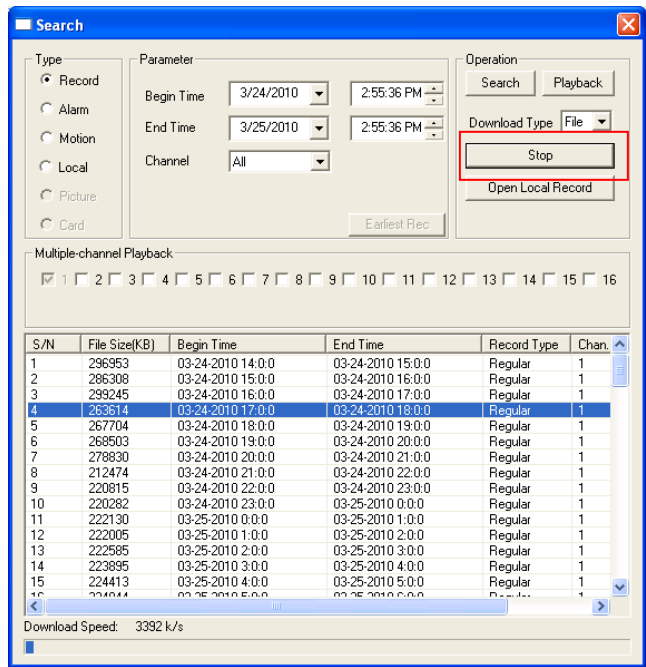 Search
Type
Parameter
Operation
Record
Alarm
Motion
Local
Picture
Card
Begin Time 3/24/2010 2:55:36 PM
End Time 3/25/2010 2:55:36 PM
Channel All
Earliest Rec
Search Playback
Download Type File
Stop
Open Local Record
Multiple-channel Playback
1 2 3 4 5 6 7 8 9 10 11 12 13 14 15 16
S/N File Size(KB) Begin Time End Time Record Type Chan.
1 296953 03-24-2010 14:0:0 03-24-2010 15:0:0 Regular 1
2 286308 03-24-2010 15:0:0 03-24-2010 16:0:0 Regular 1
3 299245 03-24-2010 16:0:0 03-24-2010 17:0:0 Regular 1
4 263614 03-24-2010 17:0:0 03-24-2010 18:0:0 Regular 1
5 267704 03-24-2010 18:0:0 03-24-2010 19:0:0 Regular 1
6 268503 03-24-2010 19:0:0 03-24-2010 20:0:0 Regular 1
7 278830 03-24-2010 20:0:0 03-24-2010 21:0:0 Regular 1
8 212474 03-24-2010 21:0:0 03-24-2010 22:0:0 Regular 1
9 220815 03-24-2010 22:0:0 03-24-2010 23:0:0 Regular 1
10 220282 03-24-2010 23:0:0 03-25-2010 0:0:0 Regular 1
11 222130 03-25-2010 0:0:0 03-25-2010 1:0:0 Regular 1
12 222005 03-25-2010 1:0:0 03-25-2010 2:0:0 Regular 1
13 222585 03-25-2010 2:0:0 03-25-2010 3:0:0 Regular 1
14 223895 03-25-2010 3:0:0 03-25-2010 4:0:0 Regular 1
15 224413 03-25-2010 4:0:0 03-25-2010 5:0:0 Regular 1
Download Speed: 3392 k/s